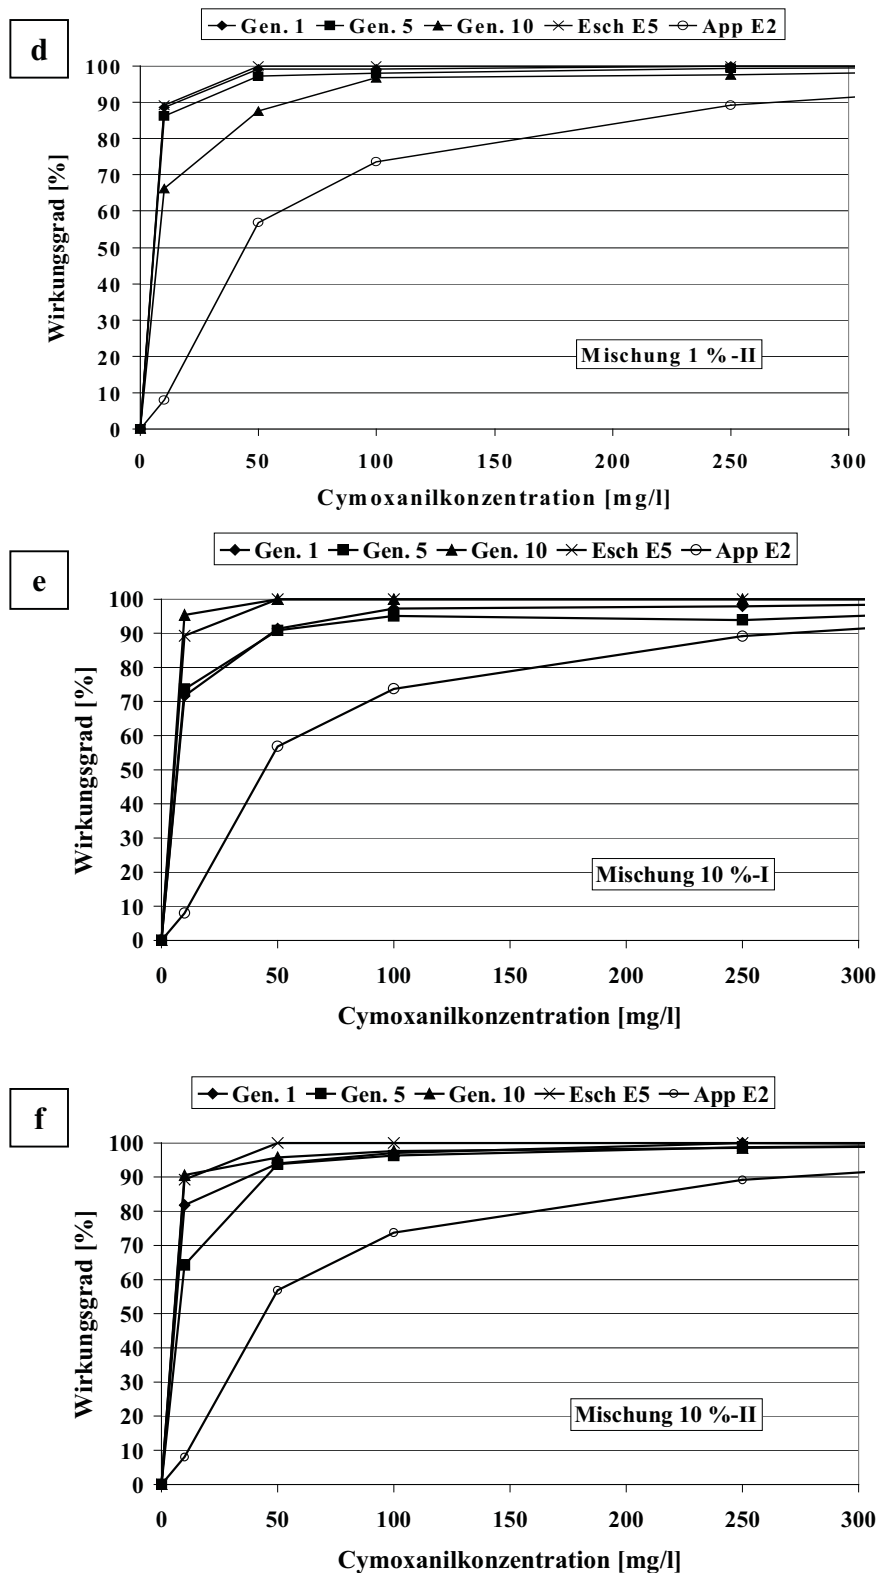 d
Gen. 1 Gen. 5 Gen. 10 Esch E5 App E2
Wirkungsgrad [%]
100
90
80
70
60
50
40
30
20
10
0
Mischung 1 %-II
0 50 100 150 200 250 300
Cymoxanilkonzentration [mg/l]
e
Gen. 1 Gen. 5 Gen. 10 Esch E5 App E2
Wirkungsgrad [%]
100
90
80
70
60
50
40
30
20
10
0
Mischung 10 %-I
0 50 100 150 200 250 300
Cymoxanilkonzentration [mg/l]
f
Gen. 1 Gen. 5 Gen. 10 Esch E5 App E2
Wirkungsgrad [%]
100
90
80
70
60
50
40
30
20
10
0
Mischung 10 %-II
0 50 100 150 200 250 300
Cymoxanilkonzentration [mg/l]